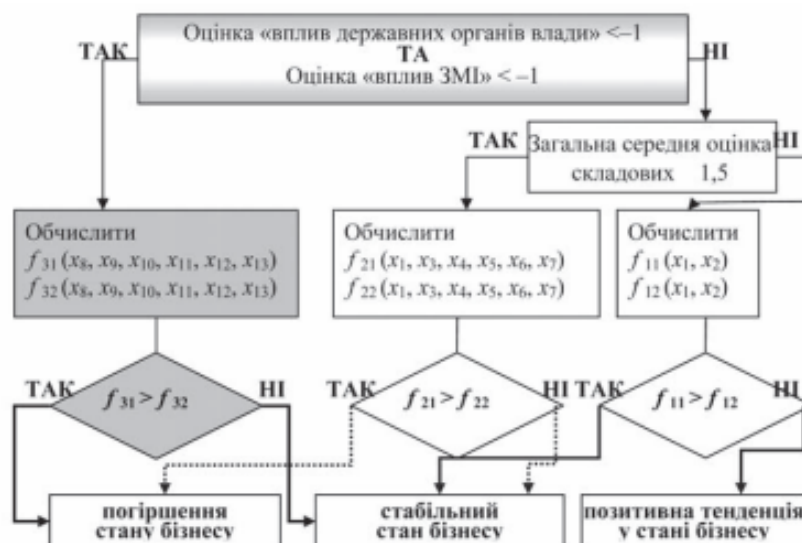 Оцінка «вплив державних органів влади» <–1
ТАК ТА НІ
Оцінка «вплив ЗМІ» < –1
ТАК Загальна середня оцінка НІ
складових 1,5
Обчислити
f₃₁(x₈, x₉, x₁₀, x₁₁, x₁₂, x₁₃)
f₃₂(x₈, x₉, x₁₀, x₁₁, x₁₂, x₁₃)
Обчислити
f₂₁(x₁, x₃, x₄, x₅, x₆, x₇)
f₂₂(x₁, x₃, x₄, x₅, x₆, x₇)
Обчислити
f₁₁(x₁, x₂)
f₁₂(x₁, x₂)
ТАК f₃₁ > f₃₂ НІ
ТАК f₂₁ > f₂₂ НІ
ТАК f₁₁ > f₁₂ НІ
погіршення
стану бізнесу
стабільний
стан бізнесу
позитивна тенденція
у стані бізнесу